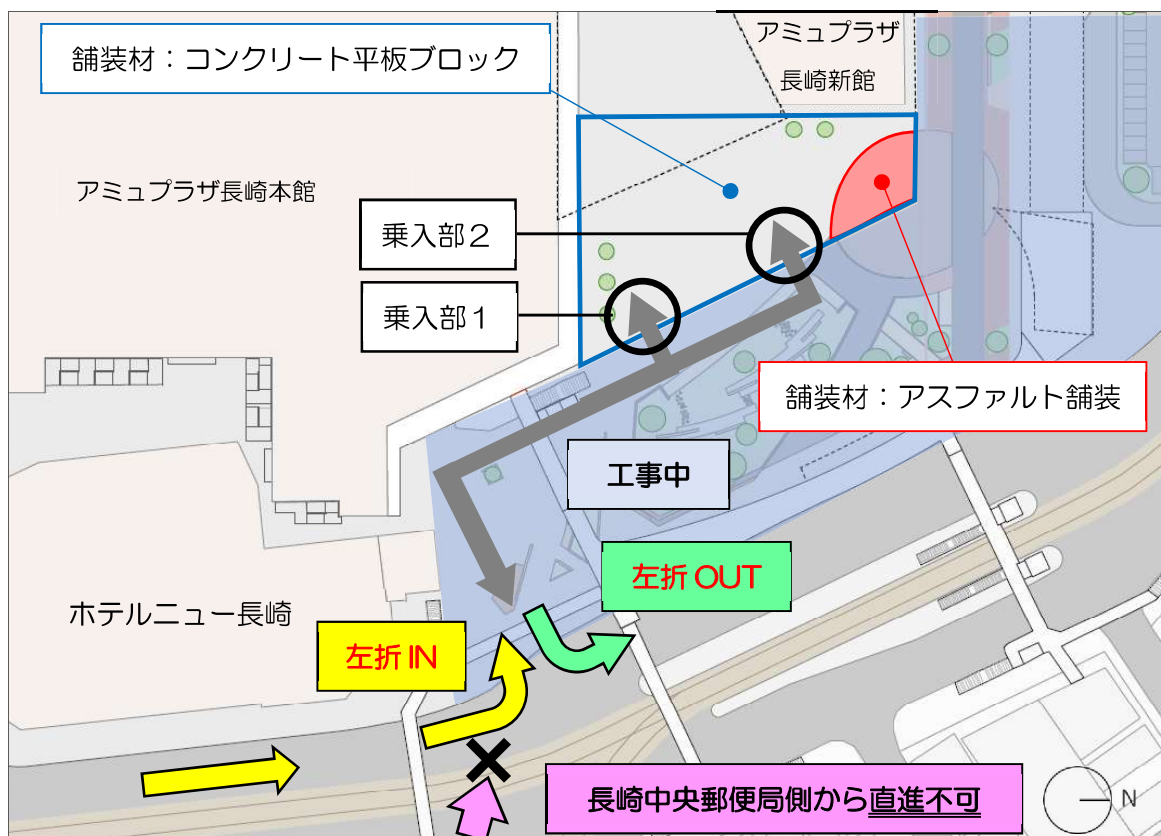 舗装材：コンクリート平板ブロック
アミュプラザ
長崎新館
アミュプラザ長崎本館
乗入部２
乗入部１
舗装材：アスファルト舗装
工事中
左折 OUT
ホテルニュー長崎
左折 IN
長崎中央郵便局側から直進不可
N